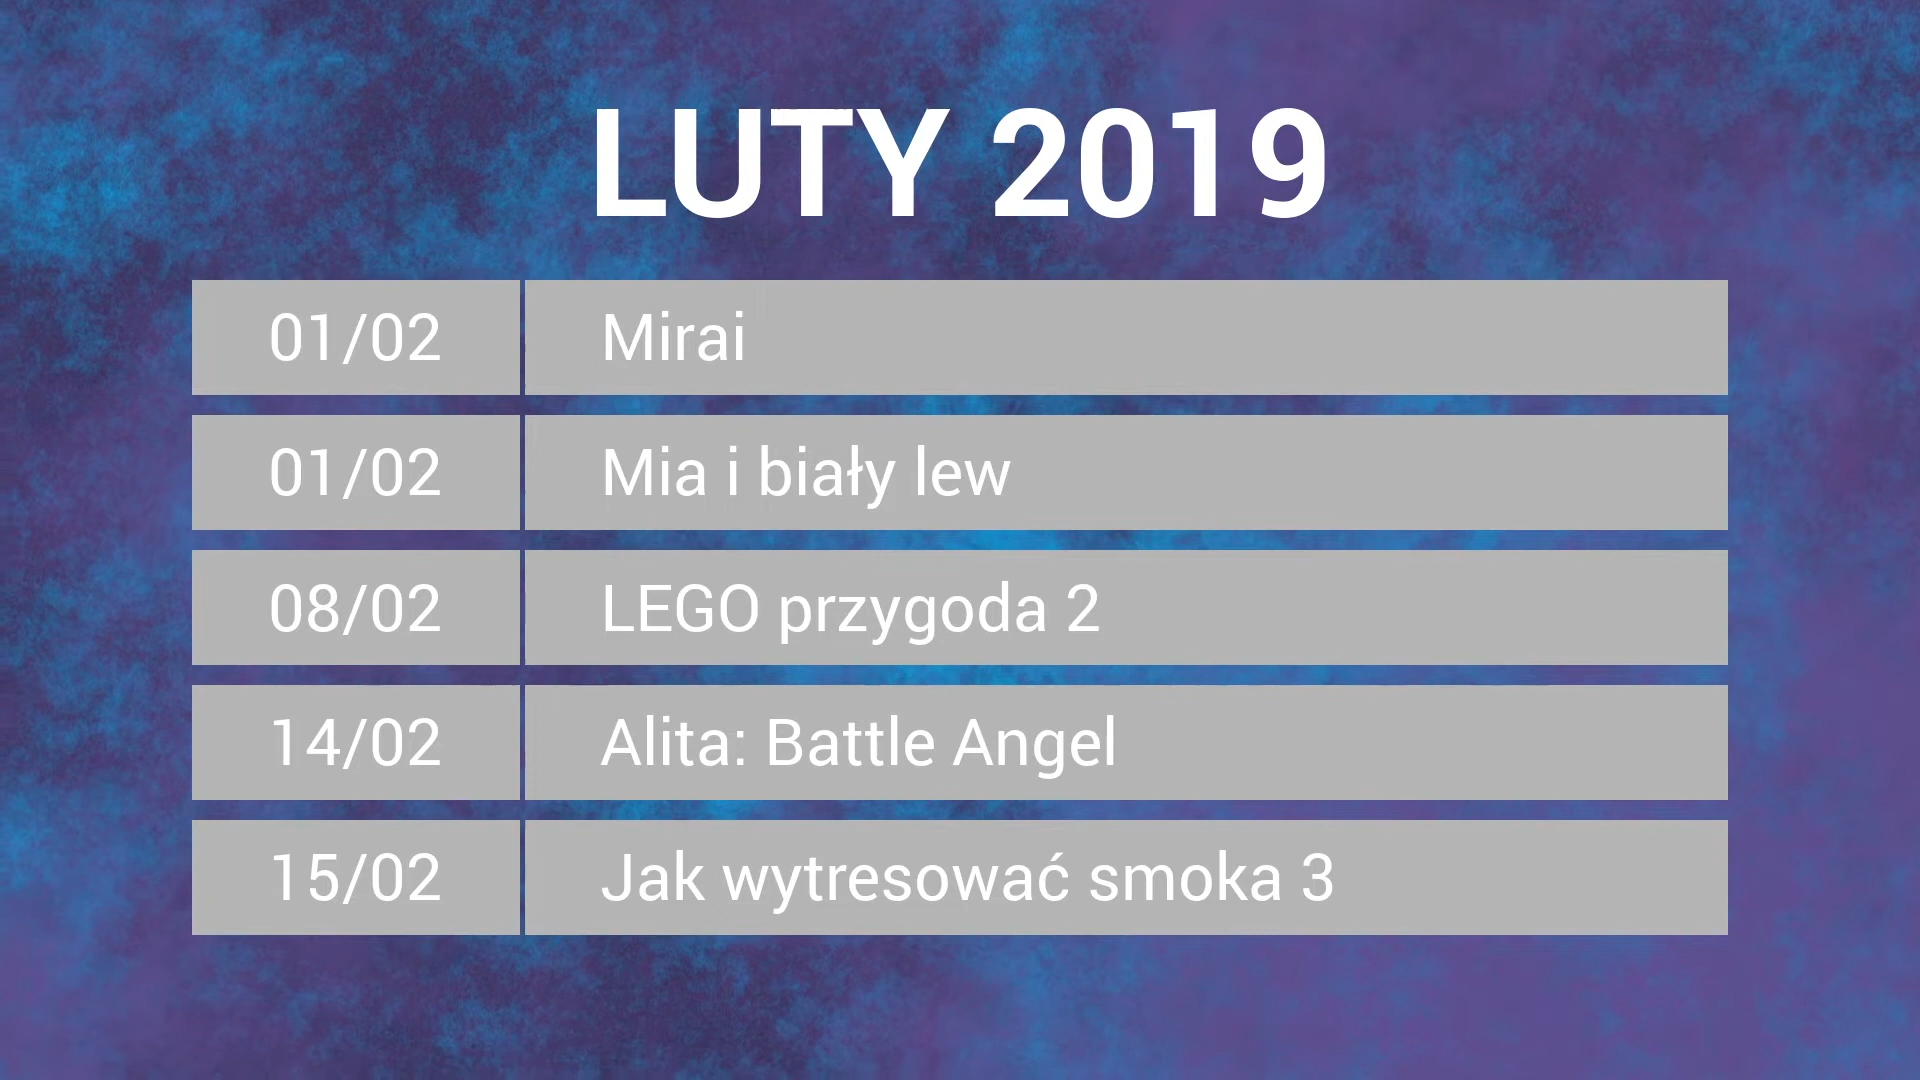 LUTY 2019
01/02 Mirai
01/02 Mia i biały lew
08/02 LEGO przygoda 2
14/02 Alita: Battle Angel
15/02 Jak wytresować smoka 3